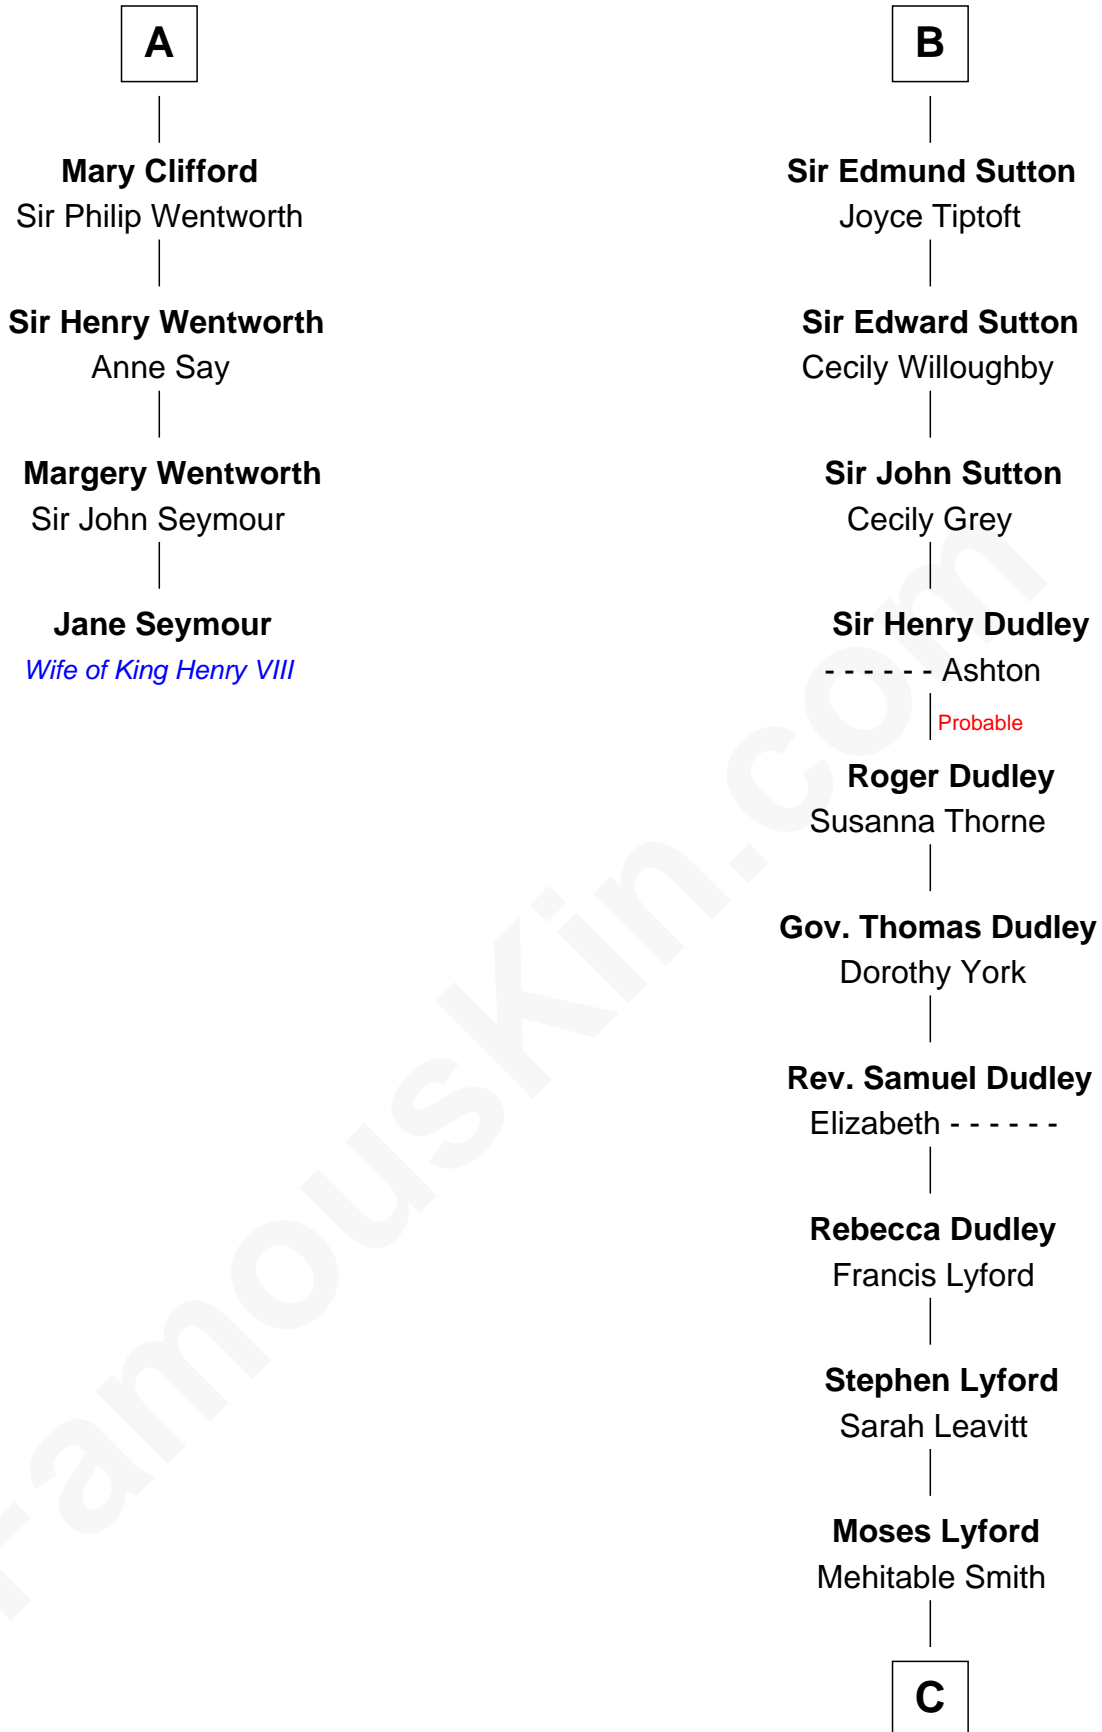 A
Mary Clifford
Sir Philip Wentworth
Sir Henry Wentworth
Anne Say
Margery Wentworth
Sir John Seymour
Jane Seymour
Wife of King Henry VIII
B
Sir Edmund Sutton
Joyce Tiptoft
Sir Edward Sutton
Cecily Willoughby
Sir John Sutton
Cecily Grey
Sir Henry Dudley
- - - - - - Ashton
Probable
Roger Dudley
Susanna Thorne
Gov. Thomas Dudley
Dorothy York
Rev. Samuel Dudley
Elizabeth - - - - - -
Rebecca Dudley
Francis Lyford
Stephen Lyford
Sarah Leavitt
Moses Lyford
Mehitable Smith
C
FamousKin.com